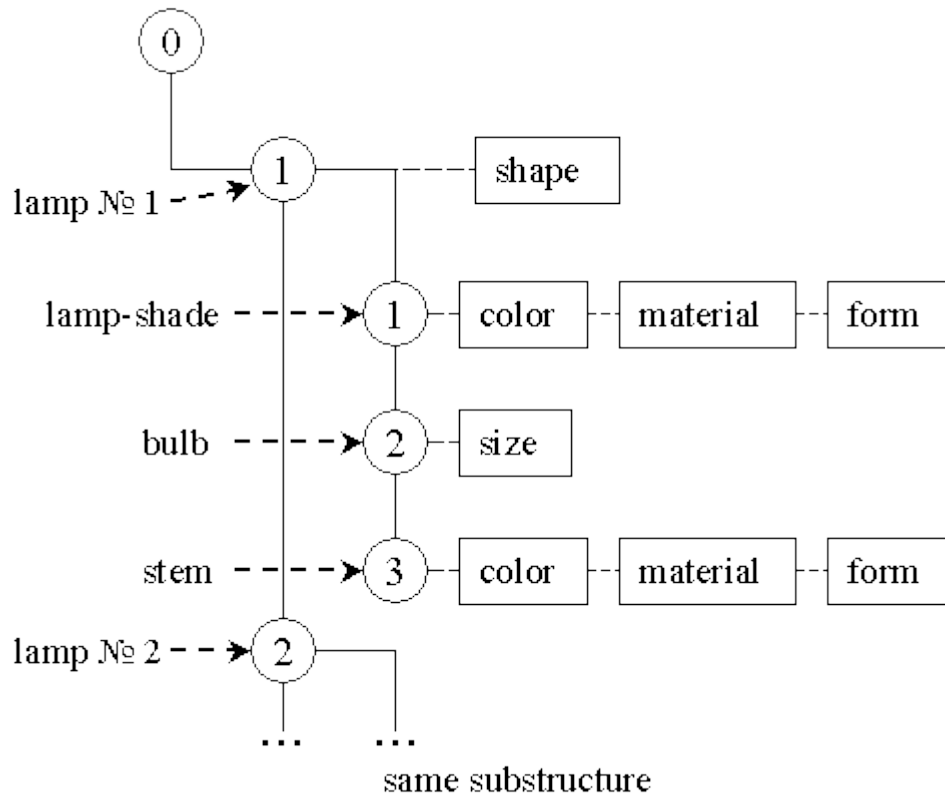 0
1 shape
lamp № 1
lamp-shade 1 color material form
bulb 2 size
stem 3 color material form
lamp № 2 2
... ...
same substructure